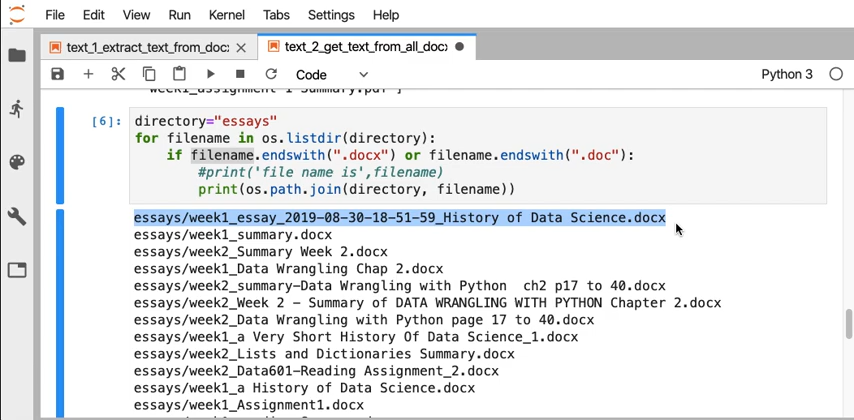 File Edit View Run Kernel Tabs Settings Help
text_1_extract_text_from_doc: × text_2_get_text_from_all_docx
Code Python 3
week1_assignment 1 Summary.pdf ]
[6]: directory="essays"
for filename in os.listdir(directory):
if filename.endswith(".docx") or filename.endswith(".doc"):
#print('file name is',filename)
print(os.path.join(directory, filename))
essays/week1_essay_2019-08-30-18-51-59_History of Data Science.docx
essays/week1_summary.docx
essays/week2_Summary Week 2.docx
essays/week1_Data Wrangling Chap 2.docx
essays/week2_summary-Data Wrangling with Python  ch2 p17 to 40.docx
essays/week2_Week 2 - Summary of DATA WRANGLING WITH PYTHON Chapter 2.docx
essays/week2_Data Wrangling with Python page 17 to 40.docx
essays/week1_a Very Short History Of Data Science_1.docx
essays/week2_Lists and Dictionaries Summary.docx
essays/week2_Data601-Reading Assignment_2.docx
essays/week1_a History of Data Science.docx
essays/week1_Assignment1.docx